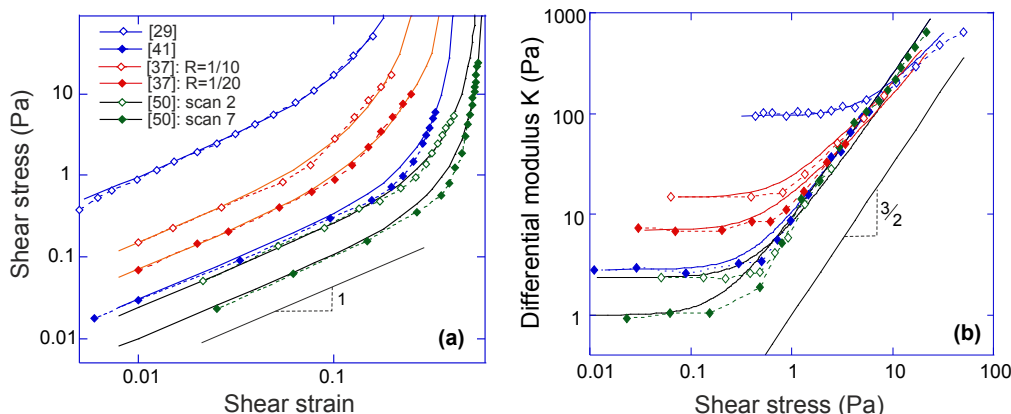 [29]
[41]
[37]: R=1/10
[37]: R=1/20
[50]: scan 2
[50]: scan 7
Shear stress (Pa)
10
1
0.1
0.01
0.01
0.1
Shear strain
1
(a)
Differential modulus K (Pa)
1000
100
10
1
0.01
0.1
1
10
100
Shear stress (Pa)
3/2
(b)